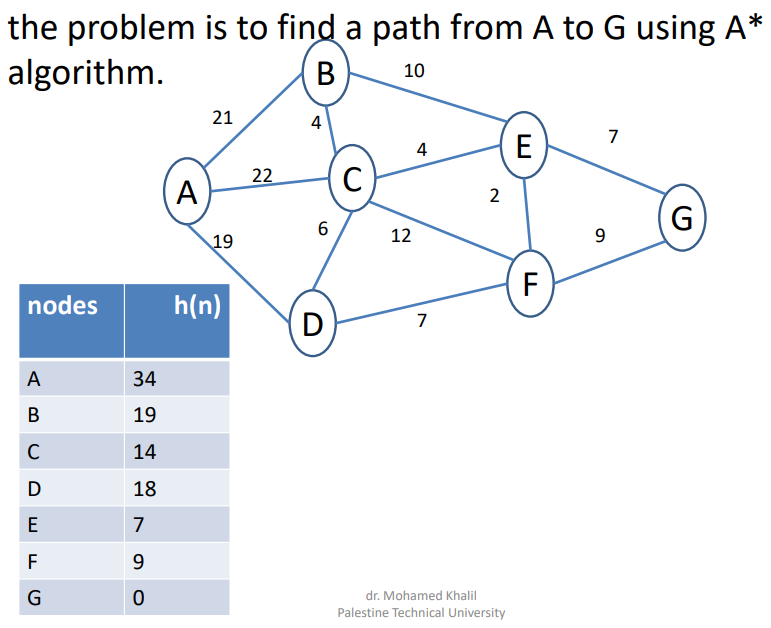 the problem is to find a path from A to G using A*
algorithm.
B
10
21
4
E
7
4
C
22
A
2
G
6
12
9
19
F
D
7
nodes h(n)
A 34
B 19
C 14
D 18
E 7
F 9
G 0
dr. Mohamed Khalil
Palestine Technical University